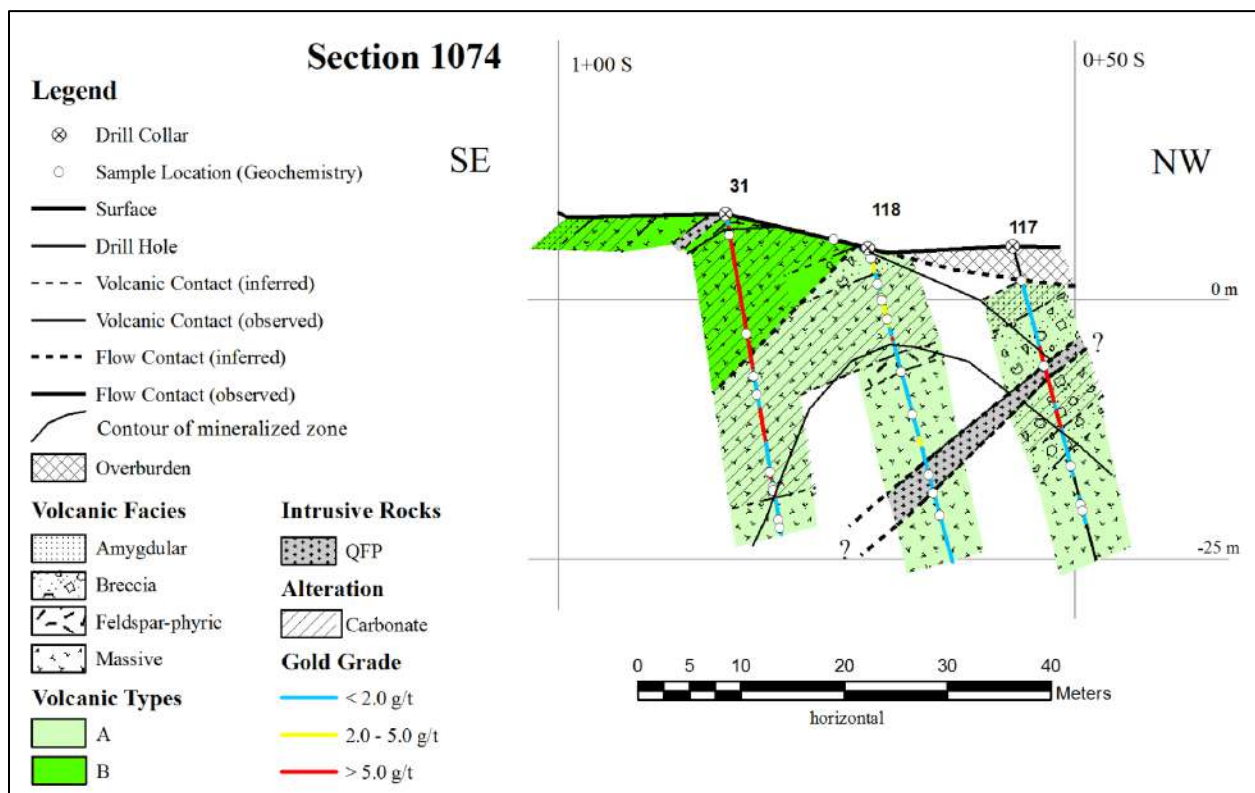 Section 1074
1+00 S
0+50 S
SE
NW
31
118
117
0 m
-25 m
?
?
Legend
Drill Collar
Sample Location (Geochemistry)
Surface
Drill Hole
Volcanic Contact (inferred)
Volcanic Contact (observed)
Flow Contact (inferred)
Flow Contact (observed)
Contour of mineralized zone
Overburden
Volcanic Facies
Amygdular
Breccia
Feldspar-phyric
Massive
Volcanic Types
A
B
Intrusive Rocks
QFP
Alteration
Carbonate
Gold Grade
< 2.0 g/t
2.0 - 5.0 g/t
> 5.0 g/t
0 5 10 20 30 40
Meters
horizontal